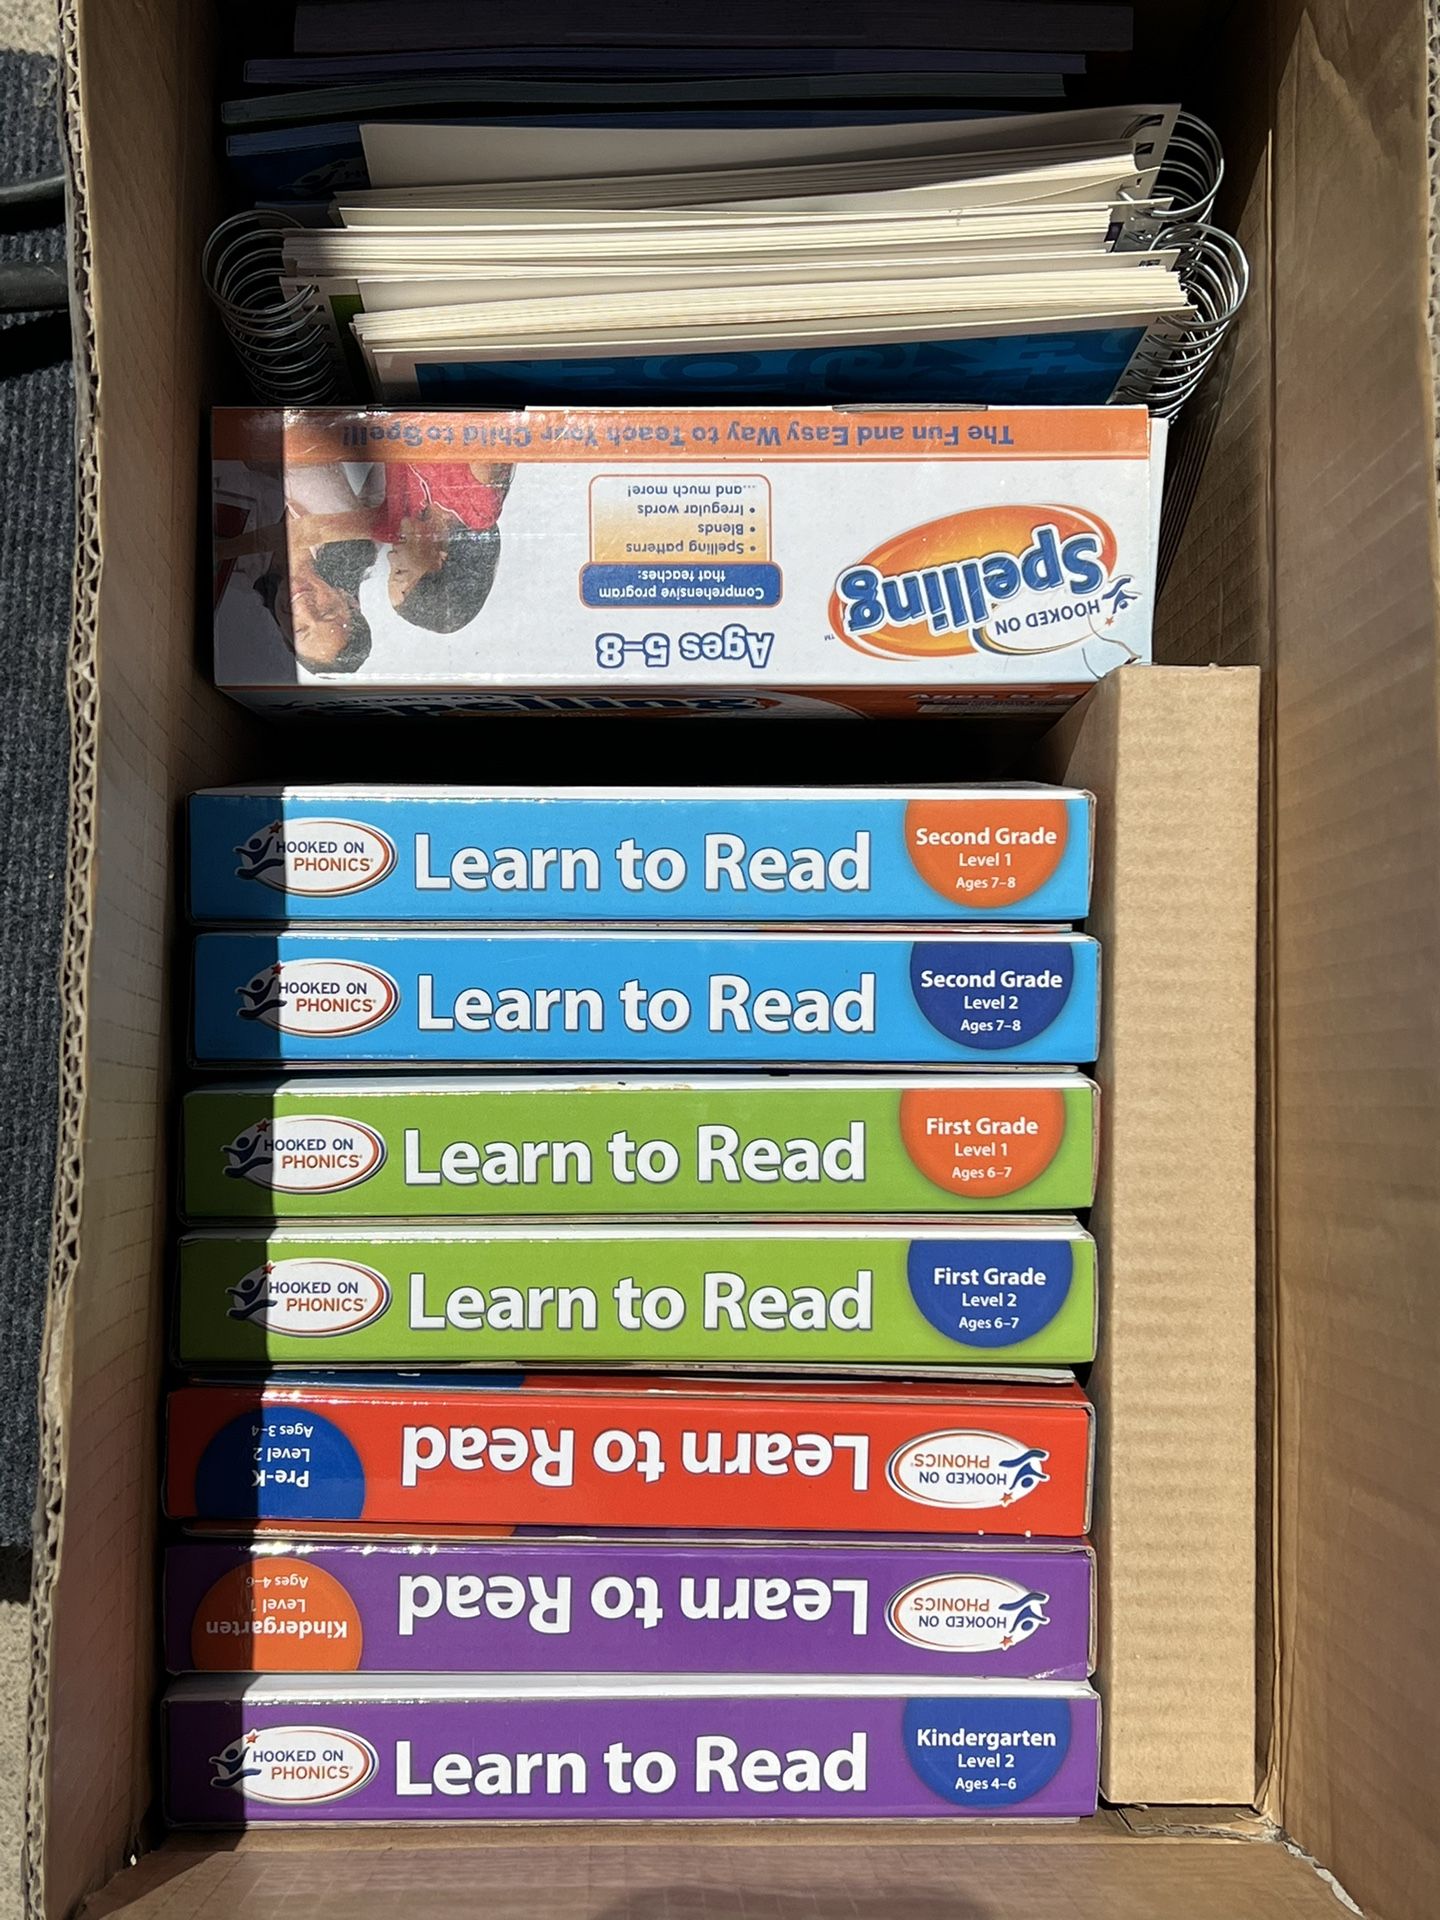 The Fun and Easy Way to Teach Your Child to Spell!
HOOKED ON
Spelling
™
Ages 5-8
Comprehensive program
that teaches:
• Spelling patterns
• Blends
• Irregular words
...and much more!
HOOKED ON
PHONICS®
Learn to Read
Second Grade
Level 1
Ages 7–8
HOOKED ON
PHONICS®
Learn to Read
Second Grade
Level 2
Ages 7–8
HOOKED ON
PHONICS®
Learn to Read
First Grade
Level 1
Ages 6–7
HOOKED ON
PHONICS®
Learn to Read
First Grade
Level 2
Ages 6–7
HOOKED ON
PHONICS®
Learn to Read
Pre-K
Level 2
Ages 3–4
HOOKED ON
PHONICS®
Learn to Read
Kindergarten
Level 1
Ages 4–6
HOOKED ON
PHONICS®
Learn to Read
Kindergarten
Level 2
Ages 4–6